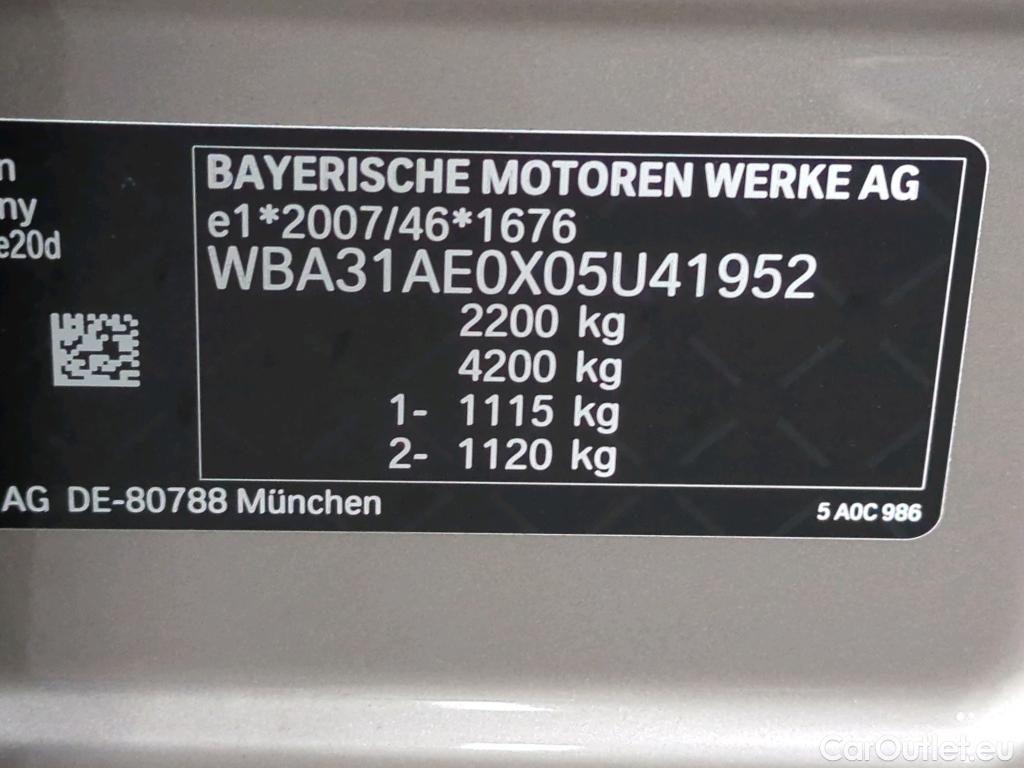 n
ny
e20d
BAYERISCHE MOTOREN WERKE AG
e1*2007/46*1676
WBA31AE0X05U41952
2200 kg
4200 kg
1- 1115 kg
2- 1120 kg
AG DE-80788 München
5 A0C 986
CarOutlet.eu